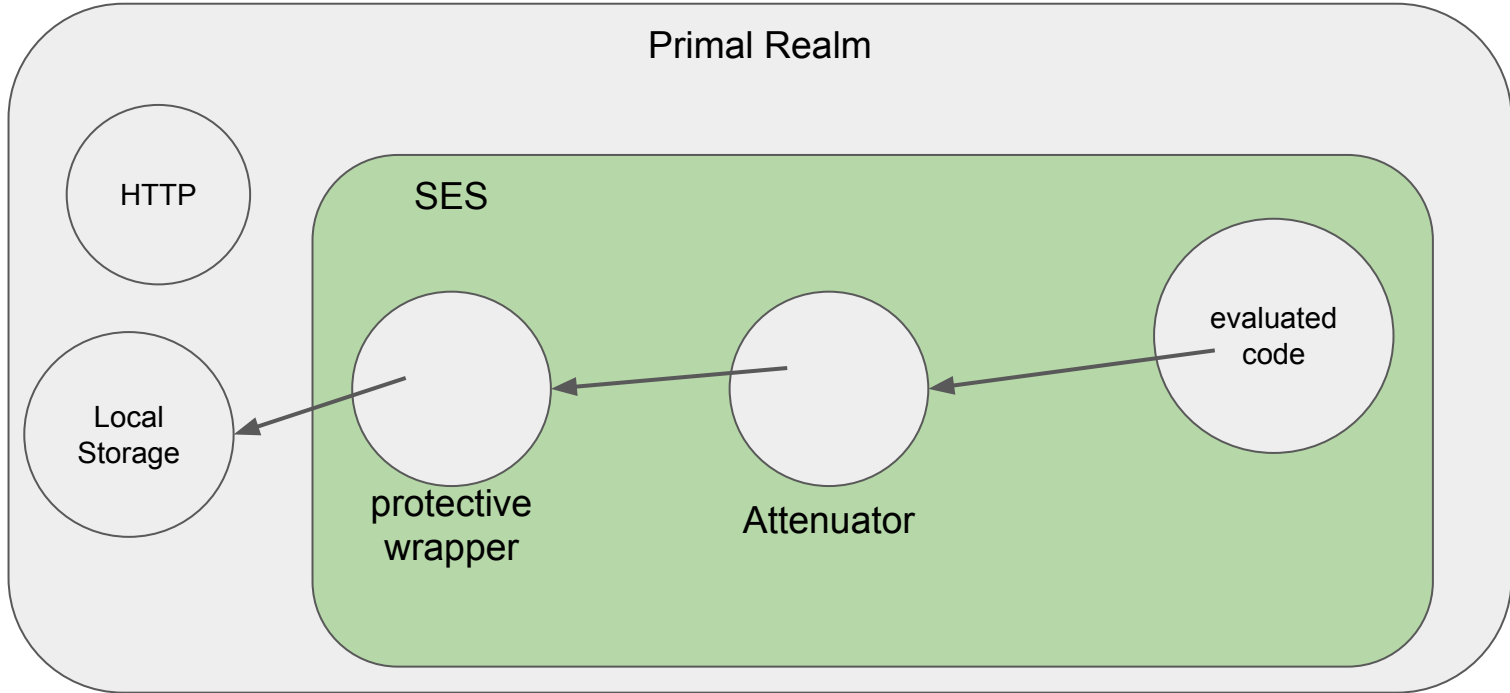 Primal Realm
HTTP
SES
evaluated
code
Local
Storage
protective
wrapper
Attenuator